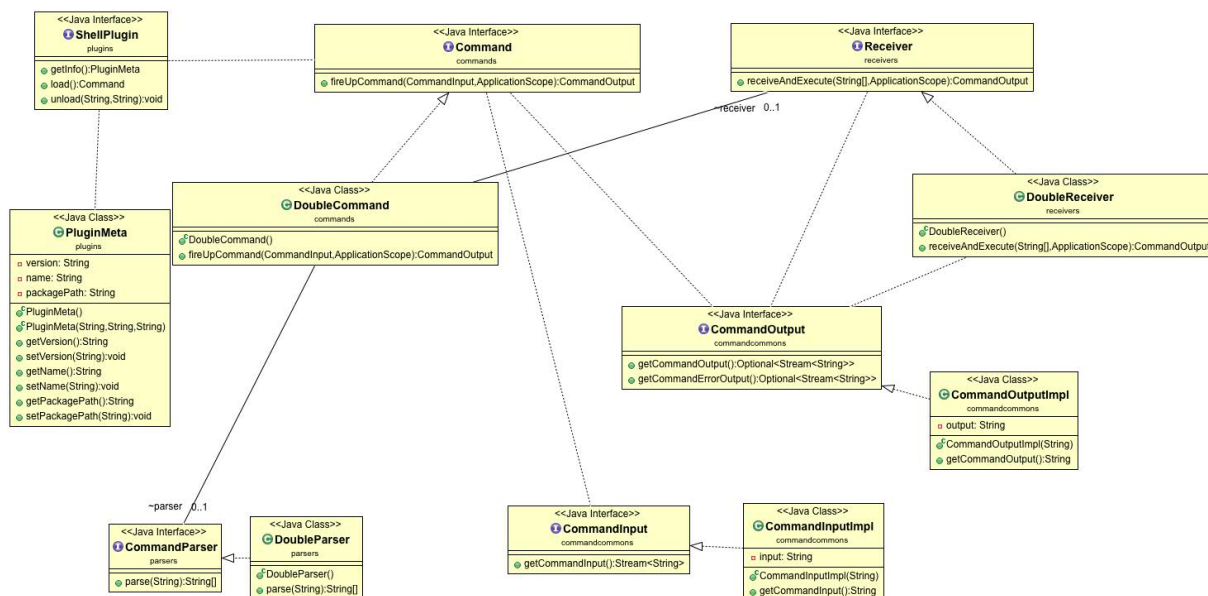 <<Java Interface>>
ShellPlugin
plugins
getInfo():PluginMeta
load():Command
unload(String,String):void
<<Java Interface>>
Command
commands
fireUpCommand(CommandInput,ApplicationScope):CommandOutput
<<Java Interface>>
Receiver
receivers
receiveAndExecute(String[],ApplicationScope):CommandOutput
~receiver 0..1
<<Java Class>>
DoubleCommand
commands
DoubleCommand()
fireUpCommand(CommandInput,ApplicationScope):CommandOutput
<<Java Class>>
DoubleReceiver
receivers
DoubleReceiver()
receiveAndExecute(String[],ApplicationScope):CommandOutput
<<Java Class>>
PluginMeta
plugins
version: String
name: String
packagePath: String
PluginMeta()
PluginMeta(String,String,String)
getVersion():String
setVersion(String):void
getName():String
setName(String):void
getPackagePath():String
setPackagePath(String):void
<<Java Interface>>
CommandOutput
commandcommons
getCommandOutput():Optional<Stream<String>>
getCommandErrorOutput():Optional<Stream<String>>
<<Java Class>>
CommandOutputImpl
commandcommons
output: String
CommandOutputImpl(String)
getCommandOutput():String
~parser 0..1
<<Java Interface>>
CommandParser
parsers
parse(String):String[]
<<Java Class>>
DoubleParser
parsers
DoubleParser()
parse(String):String[]
<<Java Interface>>
CommandInput
commandcommons
getCommandInput():Stream<String>
<<Java Class>>
CommandInputImpl
commandcommons
input: String
CommandInputImpl(String)
getCommandInput():String